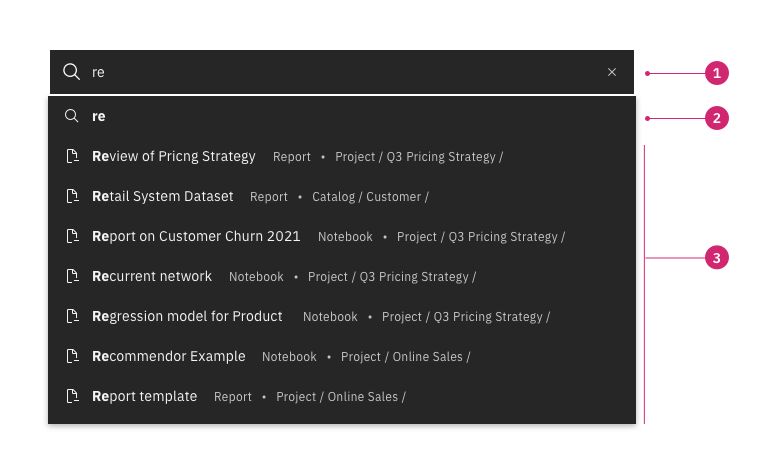 re × 1
re 2
Review of Pricng Strategy Report • Project / Q3 Pricing Strategy /
Retail System Dataset Report • Catalog / Customer /
Report on Customer Churn 2021 Notebook • Project / Q3 Pricing Strategy /
3
Recurrent network Notebook • Project / Q3 Pricing Strategy /
Regression model for Product Notebook • Project / Q3 Pricing Strategy /
Recommendor Example Notebook • Project / Online Sales /
Report template Report • Project / Online Sales /